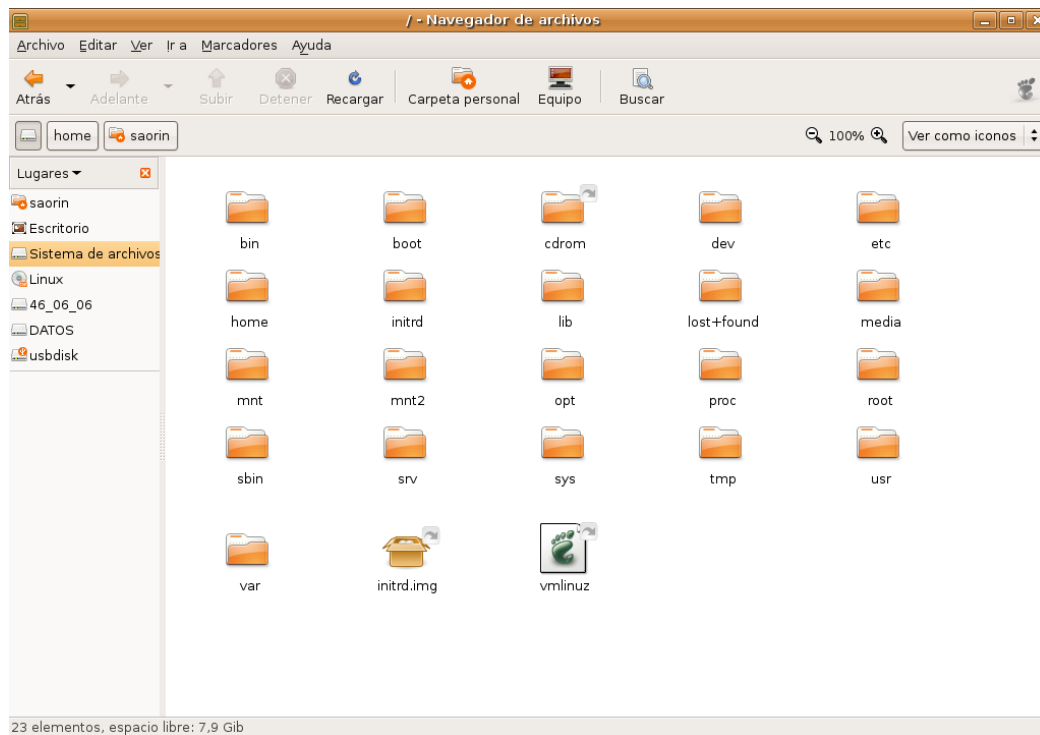 / - Navegador de archivos
Archivo Editar Ver Ir a Marcadores Ayuda
Atrás Adelante Subir Detener Recargar Carpeta personal Equipo Buscar
home saorin 100% Ver como iconos
Lugares
saorin
Escritorio
Sistema de archivos
Linux
46_06_06
DATOS
usbdisk
bin boot cdrom dev etc
home initrd lib lost+found media
mnt mnt2 opt proc root
sbin srv sys tmp usr
var initrd.img vmlinuz
23 elementos, espacio libre: 7,9 Gib